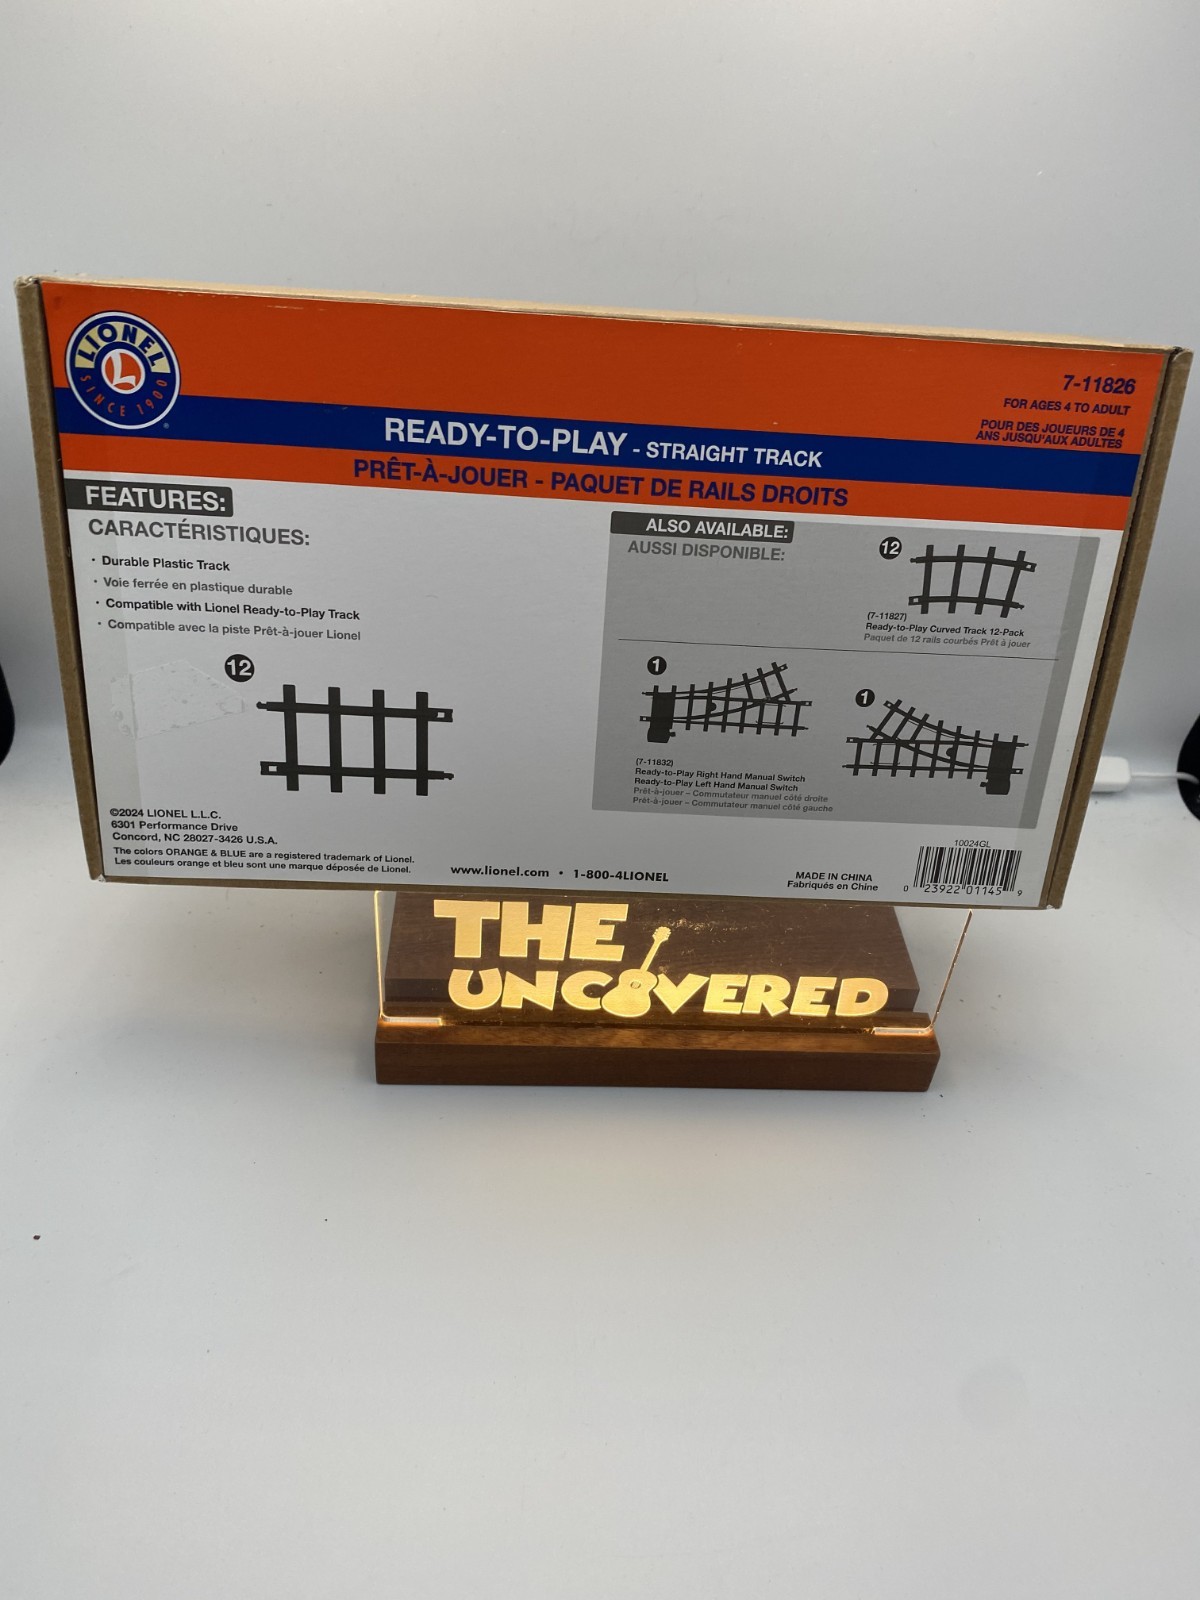 LIONEL
L
SINCE 1900
®
7-11826
FOR AGES 4 TO ADULT
POUR DES JOUEURS DE 4
ANS JUSQU'AUX ADULTES
READY-TO-PLAY - STRAIGHT TRACK
PRÊT-À-JOUER - PAQUET DE RAILS DROITS
FEATURES:
CARACTÉRISTIQUES:
· Durable Plastic Track
· Voie ferrée en plastique durable
· Compatible with Lionel Ready-to-Play Track
· Compatible avec la piste Prêt-à-jouer Lionel
12
ALSO AVAILABLE:
AUSSI DISPONIBLE:
12
(7-11827)
Ready-to-Play Curved Track 12-Pack
Paquet de 12 rails courbés Prêt à jouer
1
1
(7-11832)
Ready-to-Play Right Hand Manual Switch
Ready-to-Play Left Hand Manual Switch
Prêt-à-jouer – Commutateur manuel côté droite
Prêt-à-jouer – Commutateur manuel côté gauche
©2024 LIONEL L.L.C.
6301 Performance Drive
Concord, NC 28027-3426 U.S.A.
The colors ORANGE & BLUE are a registered trademark of Lionel.
Les couleurs orange et bleu sont une marque déposée de Lionel.
www.lionel.com • 1-800-4LIONEL
MADE IN CHINA
Fabriqués en Chine
10024GL
0 23922 01145 9
THE
UNCOVERED